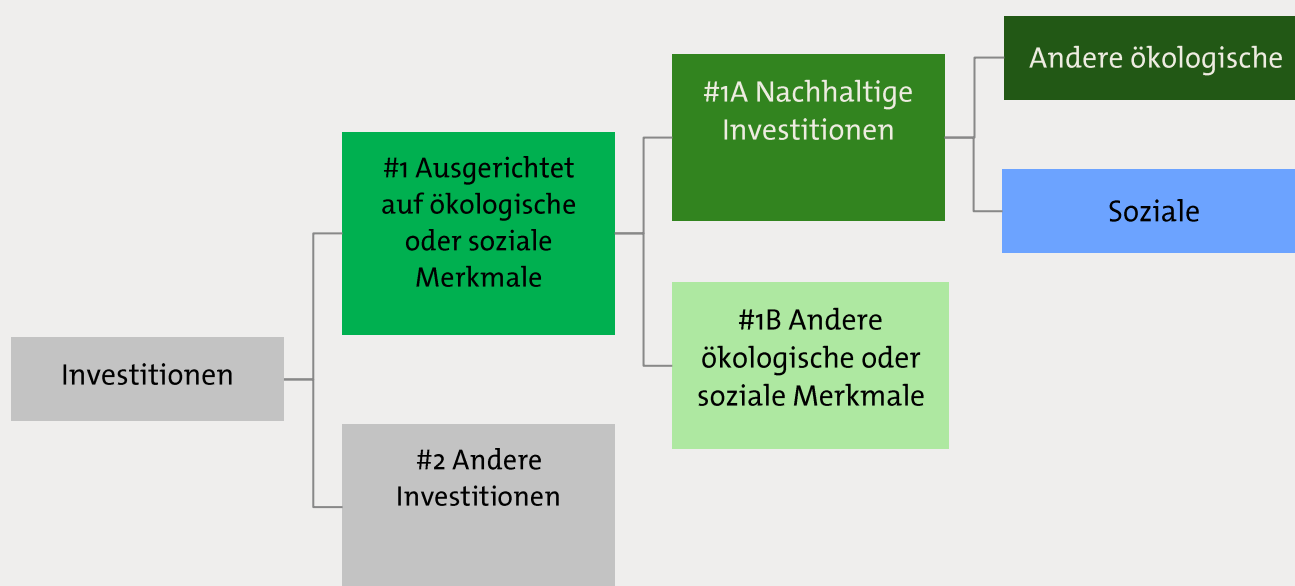 Investitionen
#1 Ausgerichtet
auf ökologische
oder soziale
Merkmale
#2 Andere
Investitionen
#1A Nachhaltige
Investitionen
#1B Andere
ökologische oder
soziale Merkmale
Andere ökologische
Soziale